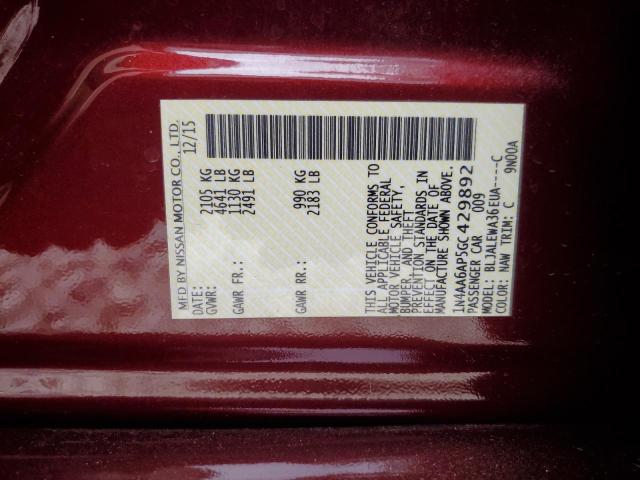 MFD BY NISSAN MOTOR CO., LTD.
DATE: 12/15
GVWR: 2105 KG
4641 LB
GAWR FR.: 1130 KG
2491 LB
GAWR RR.: 990 KG
2183 LB
THIS VEHICLE CONFORMS TO
ALL APPLICABLE FEDERAL
MOTOR VEHICLE SAFETY,
BUMPER, AND THEFT
PREVENTION STANDARDS IN
EFFECT ON THE DATE OF
MANUFACTURE SHOWN ABOVE.
1N4AA6AP5GC429892
PASSENGER CAR 009
MODEL: BL3ALEWA36EUA----C
COLOR: NAW TRIM: C 9N00A